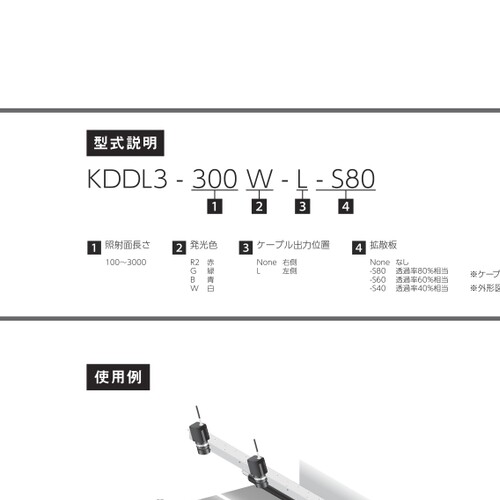 型式説明
KDDL3 - 300 W - L - S80
1 2 3 4
1 照射面長さ
100～3000
2 発光色
R2 赤
G 緑
B 青
W 白
3 ケーブル出力位置
None 右側
L 左側
4 拡散板
None なし
-S80 透過率80%相当
-S60 透過率60%相当
-S40 透過率40%相当
※ケーブ
※外形図
使用例